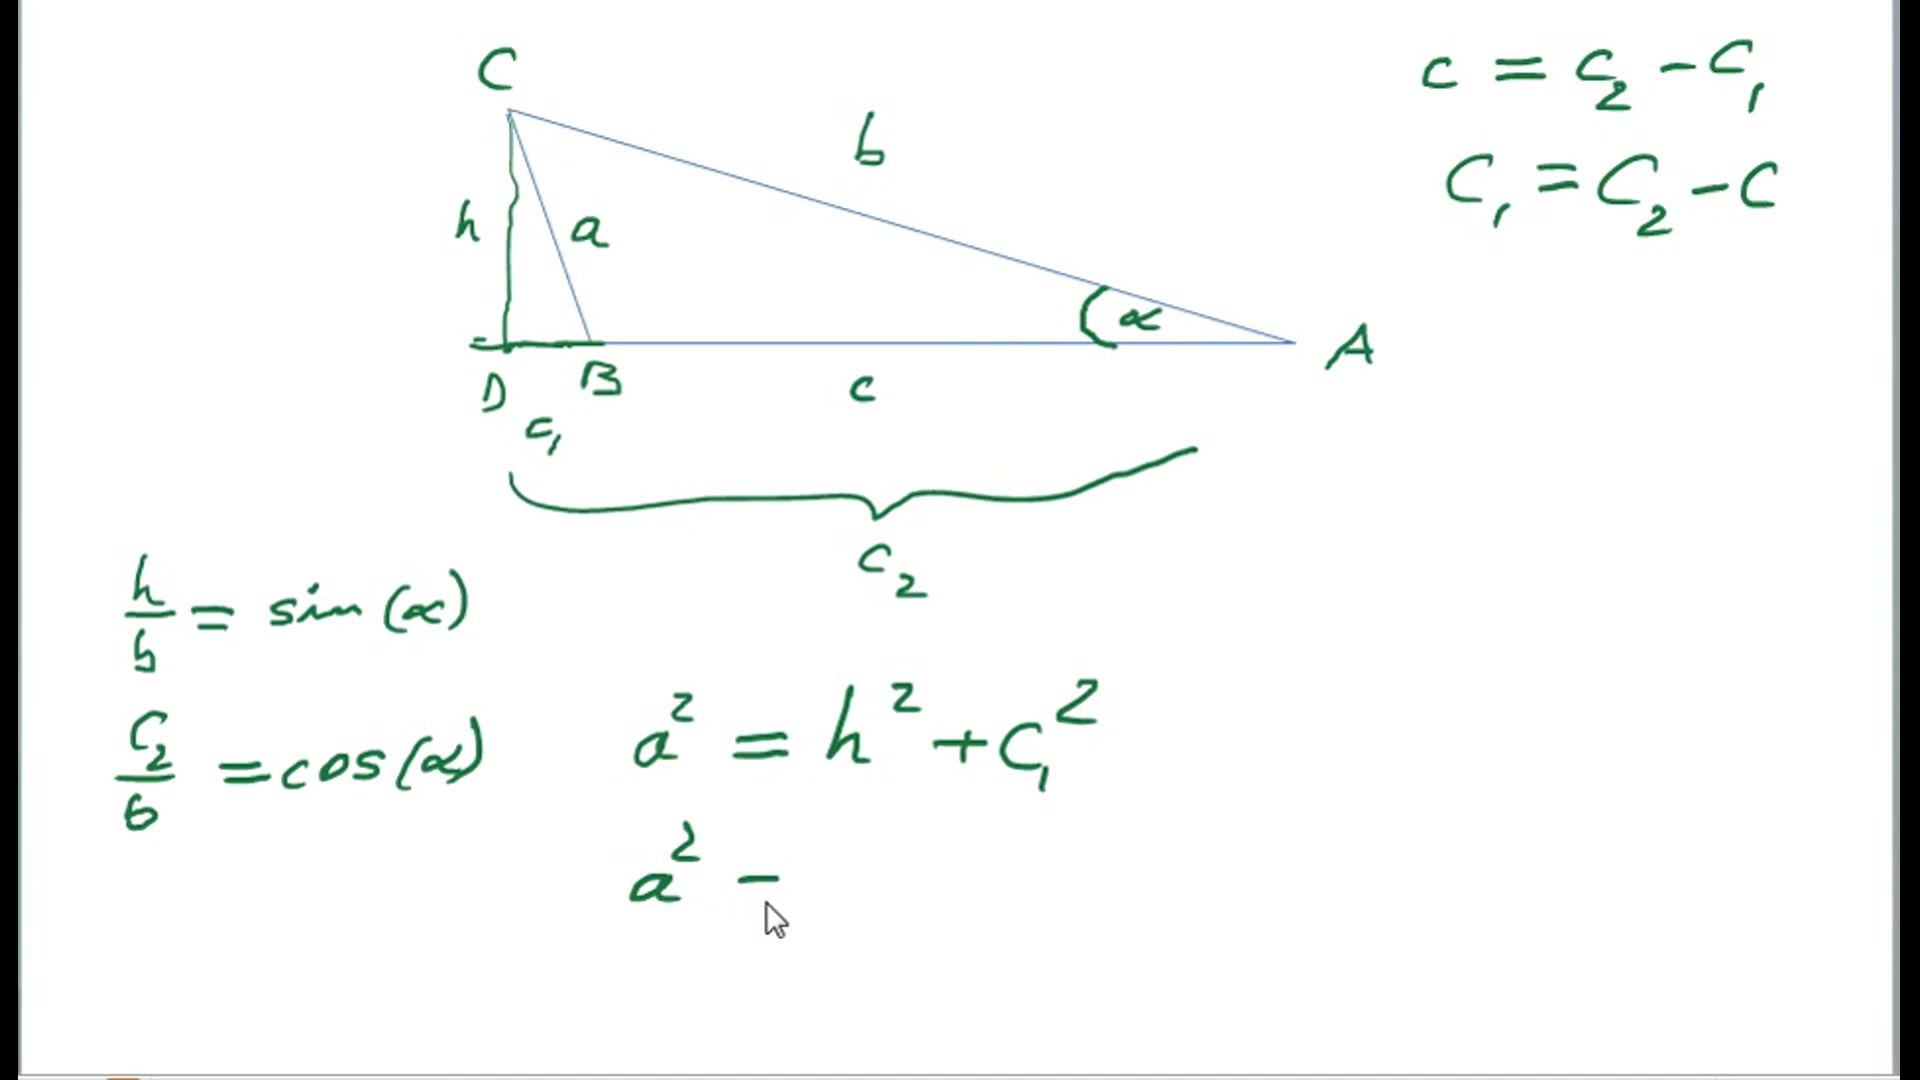 C
c = c₂ - c₁
b
C₁ = C₂ - C
h
a
α
A
D
B
c
c₁
c₂
h/b = sin(α)
a² = h² + C₁²
C₂/b = cos(α)
a² -